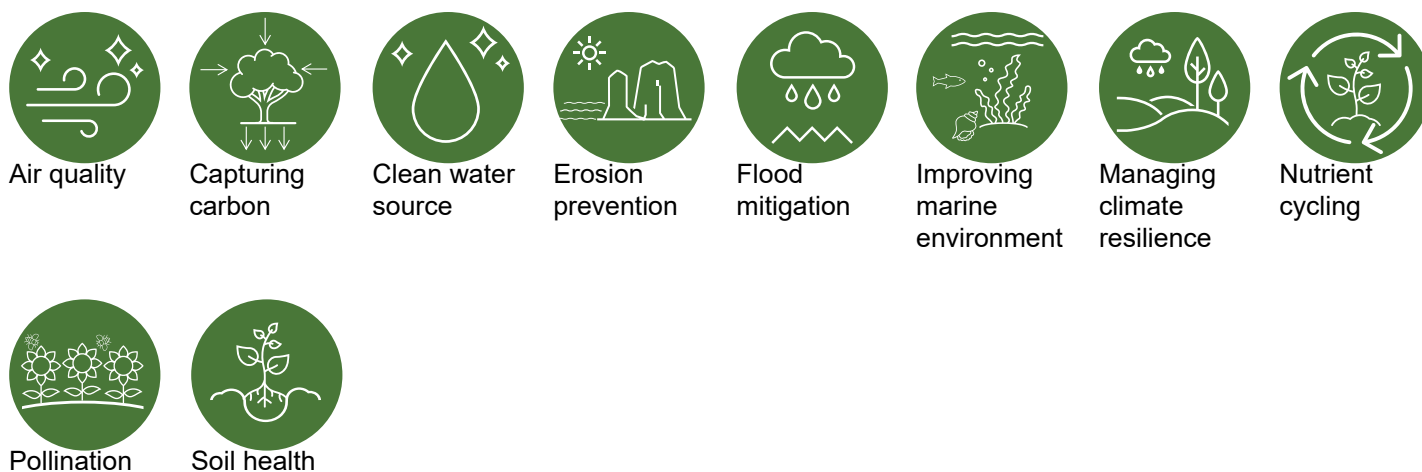 Air quality
Capturing
carbon
Clean water
source
Erosion
prevention
Flood
mitigation
Improving
marine
environment
Managing
climate
resilience
Nutrient
cycling
Pollination
Soil health